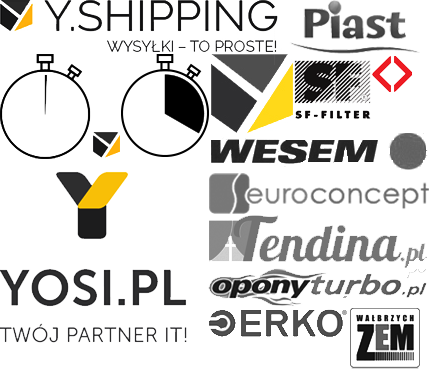 Y.SHIPPING
WYSYŁKI – TO PROSTE!
Piast
SF
SF-FILTER
WESEM
euroconcept
Tendina.pl
YOSI.PL
TWÓJ PARTNER IT!
oponyturbo.pl
ERKO®
WALBRZYCH
ZEM